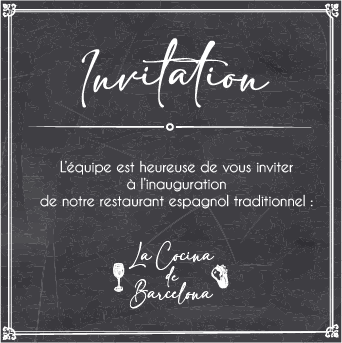 Invitation
L'équipe est heureuse de vous inviter
à l'inauguration
de notre restaurant espagnol traditionnel :
La Cocina
de
Barcelona